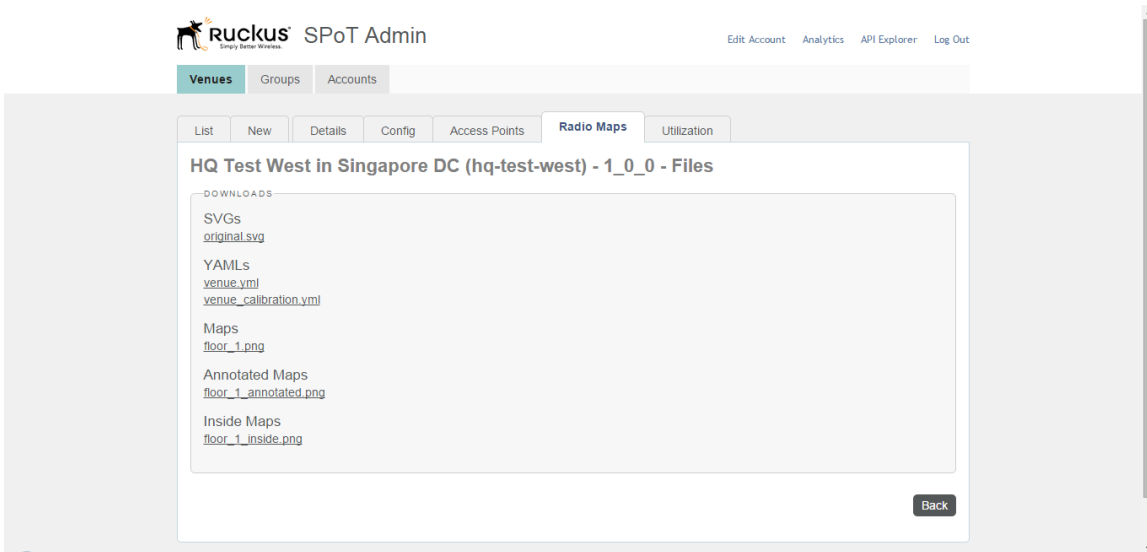 Ruckus SPoT Admin
Simply Better Wireless.
Edit Account Analytics API Explorer Log Out
Venues Groups Accounts
List New Details Config Access Points Radio Maps Utilization
HQ Test West in Singapore DC (hq-test-west) - 1_0_0 - Files
DOWNLOADS
SVGs
original.svg
YAMLs
venue.yml
venue_calibration.yml
Maps
floor_1.png
Annotated Maps
floor_1_annotated.png
Inside Maps
floor_1_inside.png
Back